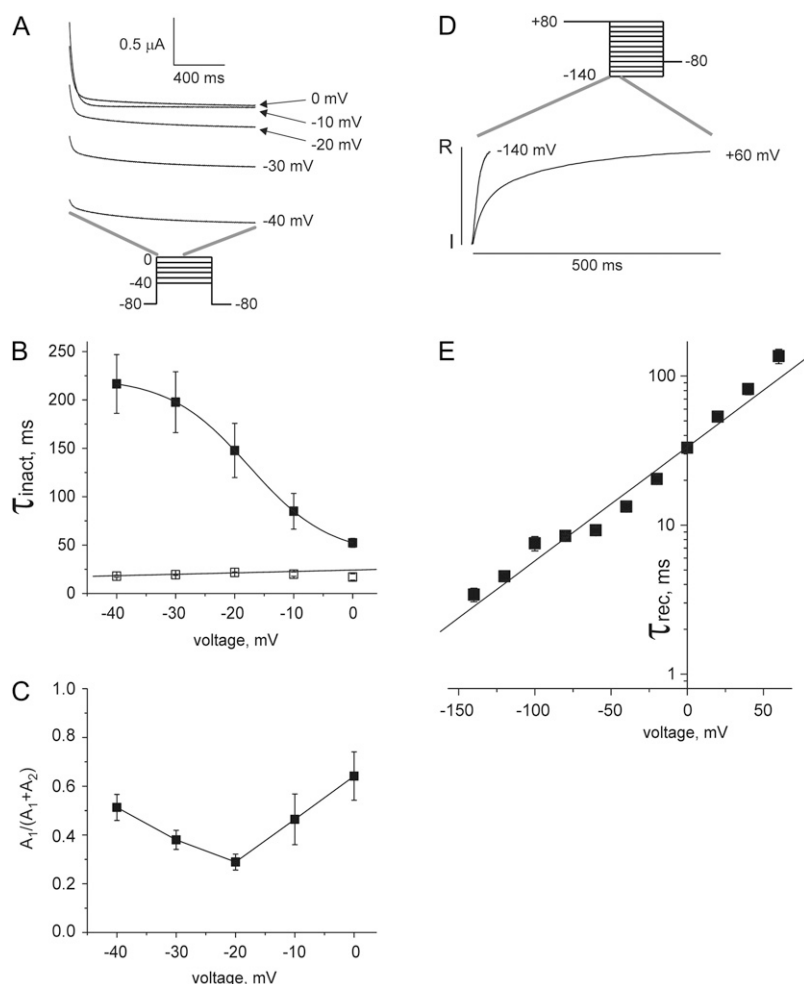 A
0.5 µA
400 ms
0 mV
-10 mV
-20 mV
-30 mV
-40 mV
0
-40
-80
-80
B
250
200
150
100
50
0
τinact, ms
-40
-30
-20
-10
0
voltage, mV
C
1.0
0.8
0.6
0.4
0.2
0.0
A1/(A1+A2)
-40
-30
-20
-10
0
voltage, mV
D
+80
-80
-140
R
-140 mV
+60 mV
I
500 ms
E
100
10
1
τrec, ms
-150
-100
-50
0
50
voltage, mV